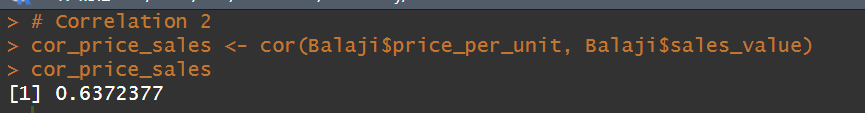 > # Correlation 2
> cor_price_sales <- cor(Balaji$price_per_unit, Balaji$sales_value)
> cor_price_sales
[1] 0.6372377